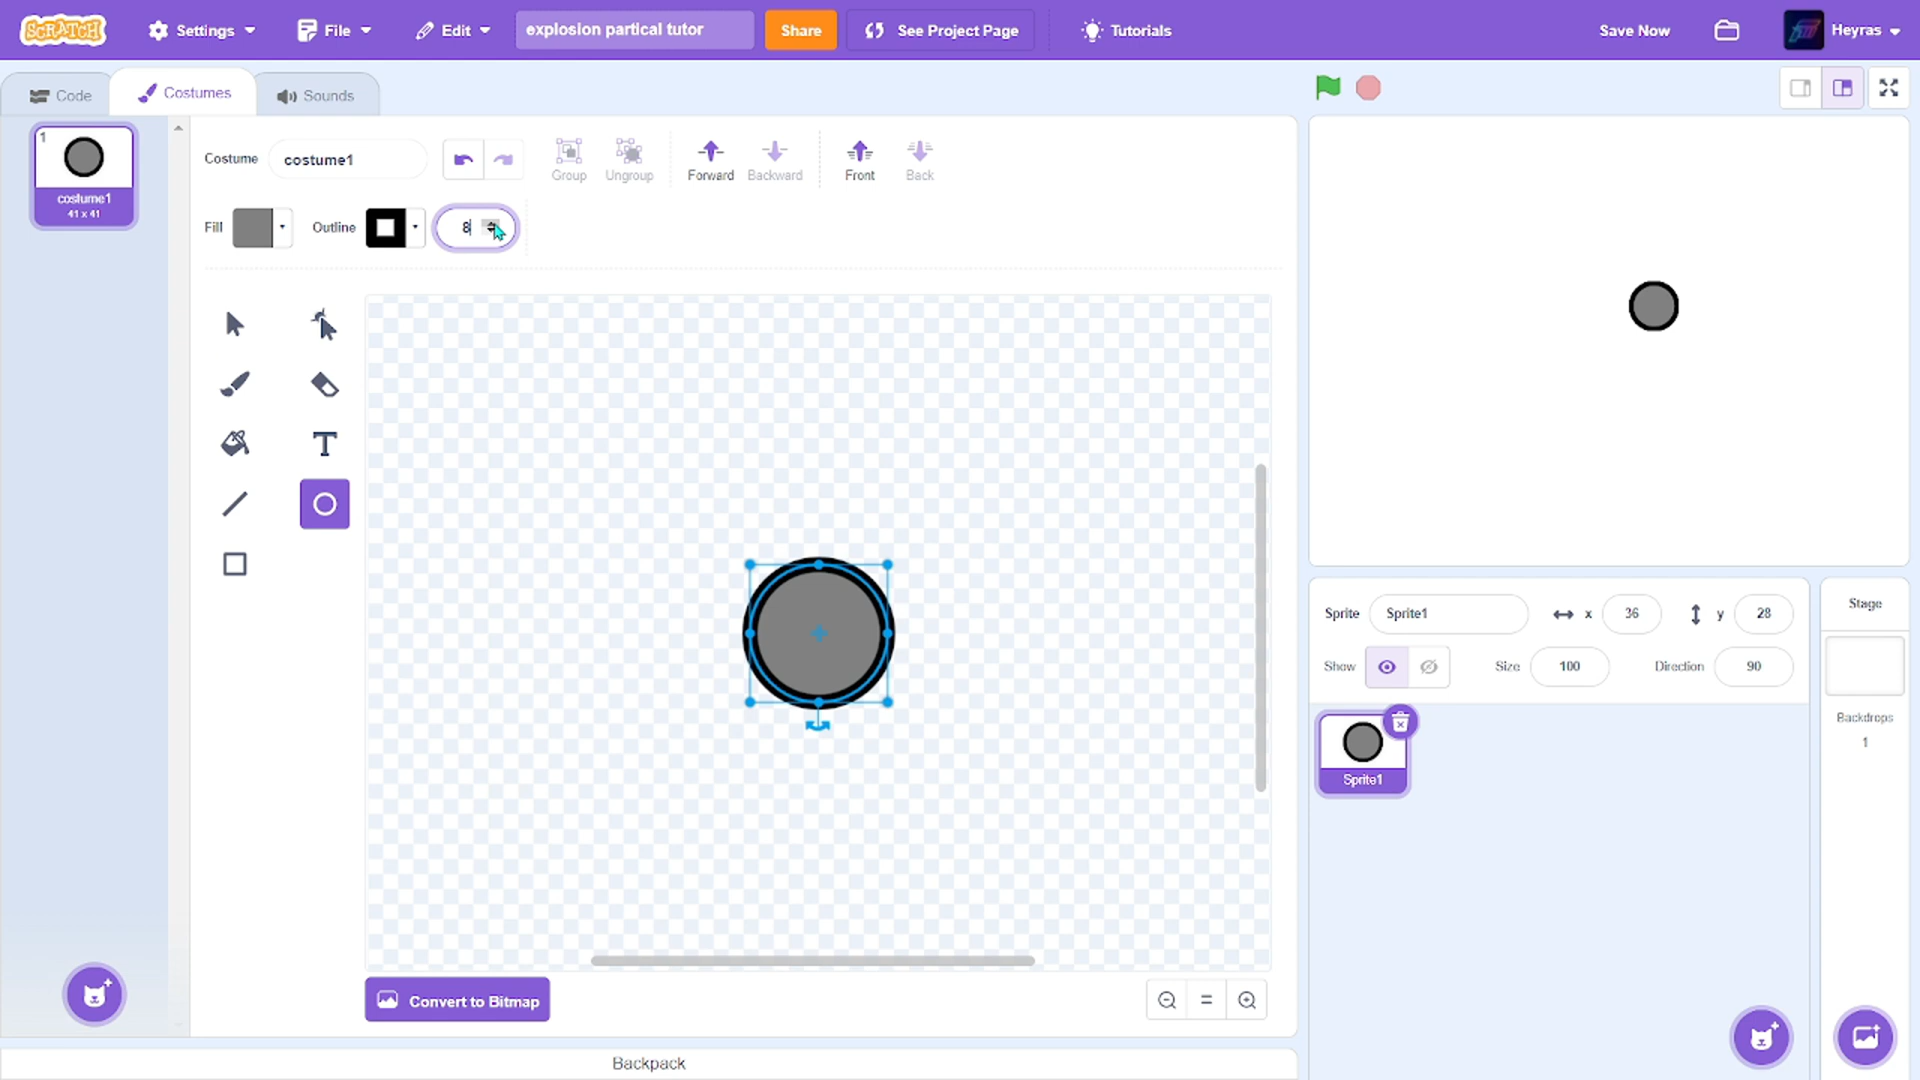 SCRATCH Settings File Edit explosion partical tutor Share See Project Page Tutorials Save Now Heyras
Code Costumes Sounds
1
costume1
41 x 41
Costume costume1 Group Ungroup Forward Backward Front Back
Fill Outline 8
T
Convert to Bitmap
Backpack
Sprite Sprite1 x 36 y 28
Show Size 100 Direction 90
Sprite1
Stage
Backdrops
1